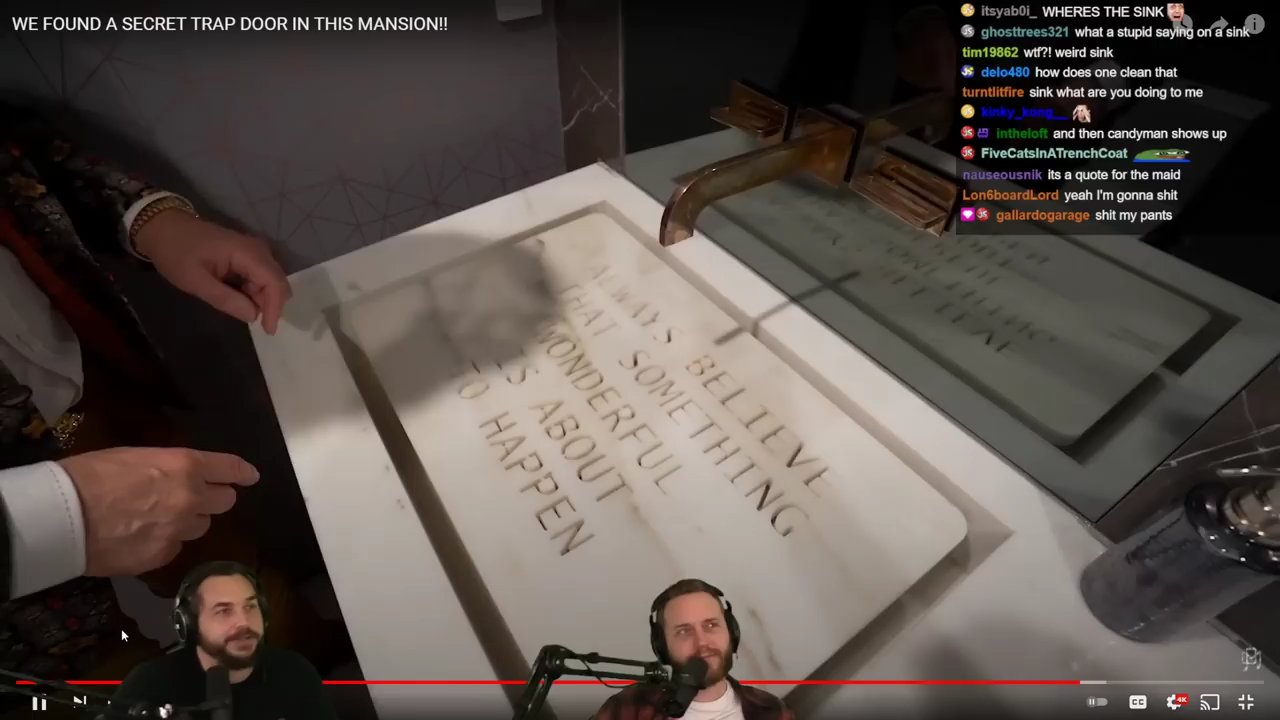 WE FOUND A SECRET TRAP DOOR IN THIS MANSION!!
itsyab0i_ WHERES THE SINK
ghosttrees321 what a stupid saying on a sink
tim19862 wtf?! weird sink
delo480 how does one clean that
turntlitfire sink what are you doing to me
kinky_kong__
intheloft and then candyman shows up
FiveCatsInATrenchCoat
nauseousnik its a quote for the maid
Lon6boardLord yeah I'm gonna shit
gallardogarage shit my pants
ALWAYS BELIEVE
THAT SOMETHING
WONDERFUL
ABOUT
TO HAPPEN
CC
4K